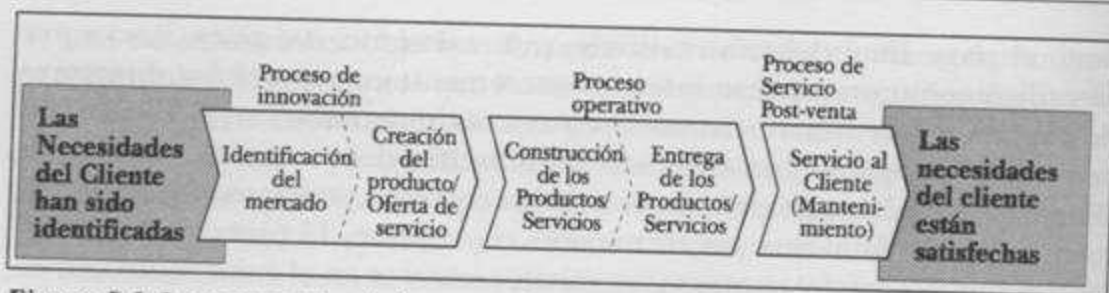 Proceso de
innovación
Proceso
operativo
Proceso de
Servicio
Post-venta
Las
Necesidades
del Cliente
han sido
identificadas
Identificación
del
mercado
Creación
del
producto/
Oferta de
servicio
Construcción
de los
Productos/
Servicios
Entrega
de los
Productos/
Servicios
Servicio al
Cliente
(Manteni-
miento)
Las
necesidades
del cliente
están
satisfechas